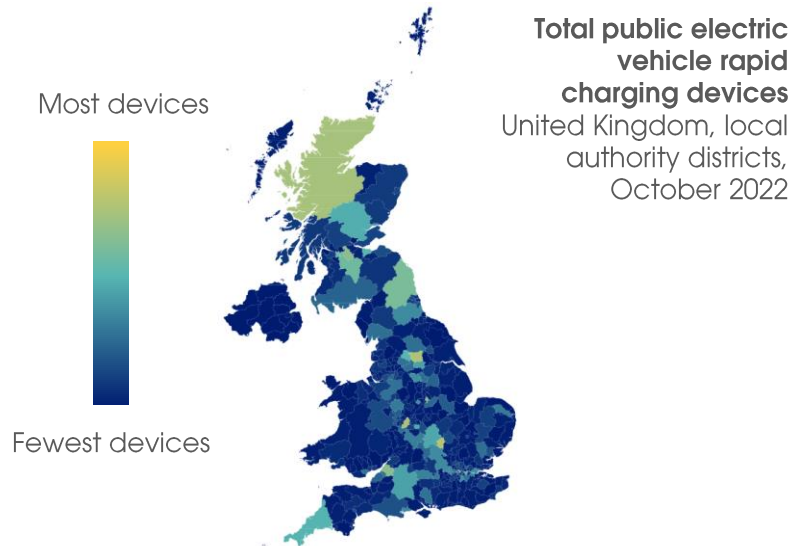 Total public electric
vehicle rapid
charging devices
United Kingdom, local
authority districts,
October 2022
Most devices
Fewest devices